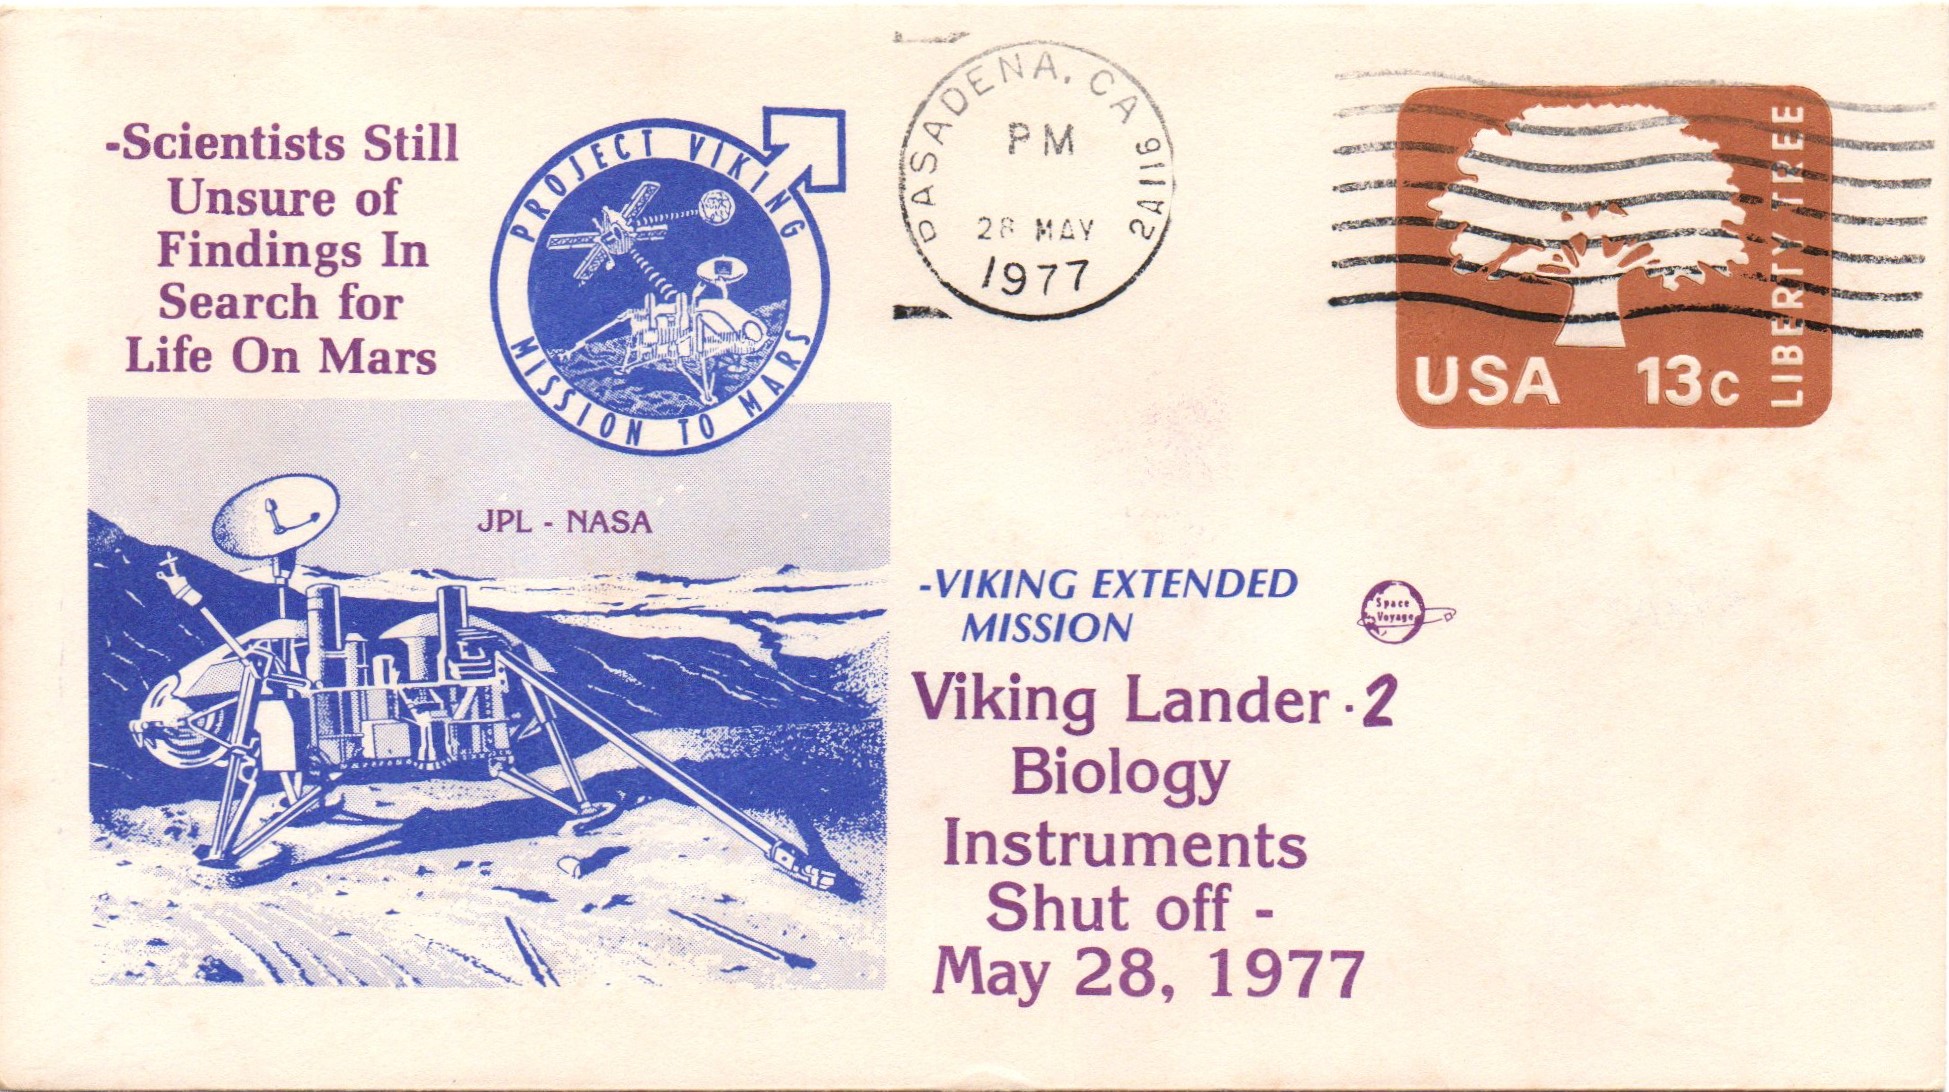 -Scientists Still
Unsure of
Findings In
Search for
Life On Mars
PROJECT VIKING
MISSION TO MARS
JPL - NASA
PASADENA, CA 911
PM
28 MAY
1977
USA 13c
LIBERTY TREE
-VIKING EXTENDED
MISSION
Space
Voyage
Viking Lander · 2
Biology
Instruments
Shut off -
May 28, 1977